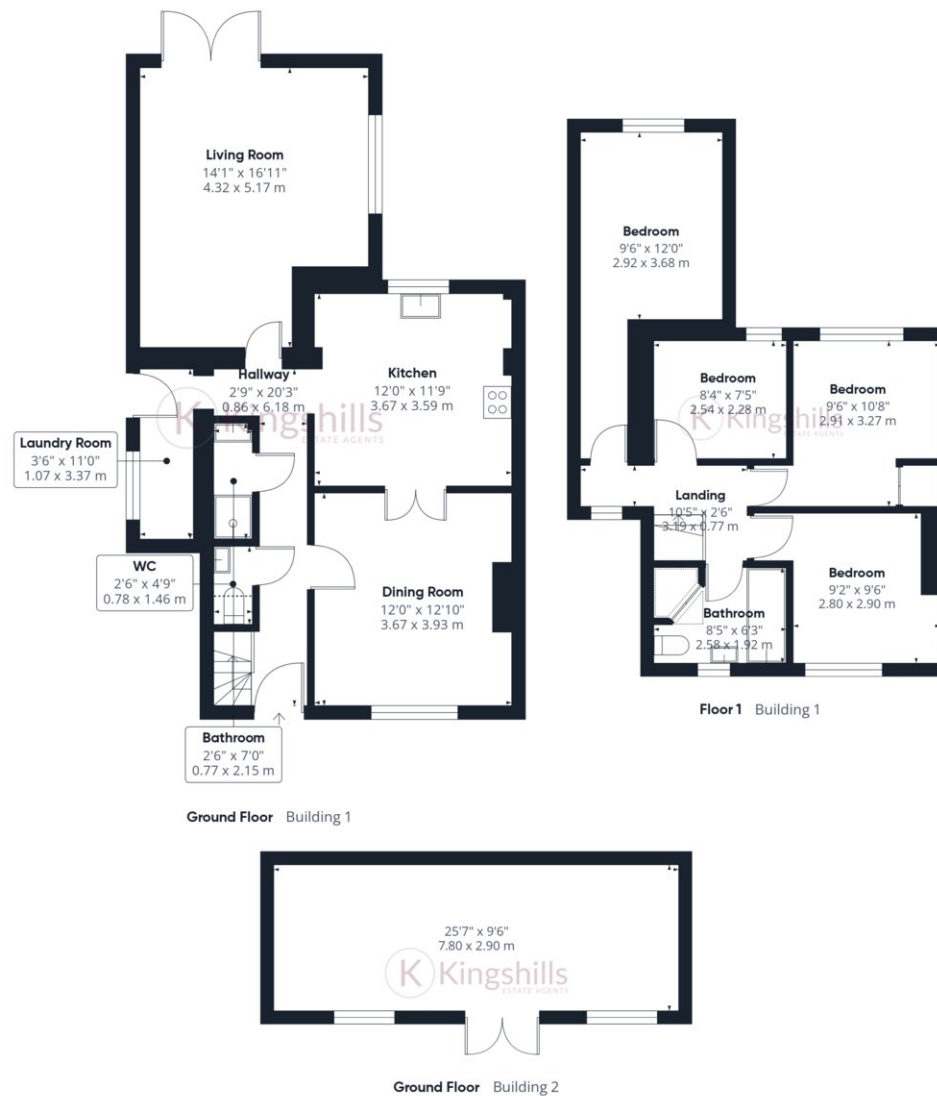 Living Room
14'1" x 16'11"
4.32 x 5.17 m
Kitchen
12'0" x 11'9"
3.67 x 3.59 m
Hallway
2'9" x 20'3"
0.86 x 6.18 m
K Kingshills
ESTATE AGENTS
Laundry Room
3'6" x 11'0"
1.07 x 3.37 m
WC
2'6" x 4'9"
0.78 x 1.46 m
Dining Room
12'0" x 12'10"
3.67 x 3.93 m
Bathroom
2'6" x 7'0"
0.77 x 2.15 m
Ground Floor Building 1
Bedroom
9'6" x 12'0"
2.92 x 3.68 m
Bedroom
8'4" x 7'5"
2.54 x 2.28 m
Bedroom
9'6" x 10'8"
2.91 x 3.27 m
K Kingshills
ESTATE AGENTS
Landing
10'5" x 2'6"
3.19 x 0.77 m
Bedroom
9'2" x 9'6"
2.80 x 2.90 m
Bathroom
8'5" x 6'3"
2.58 x 1.92 m
Floor 1 Building 1
25'7" x 9'6"
7.80 x 2.90 m
K Kingshills
ESTATE AGENTS
Ground Floor Building 2